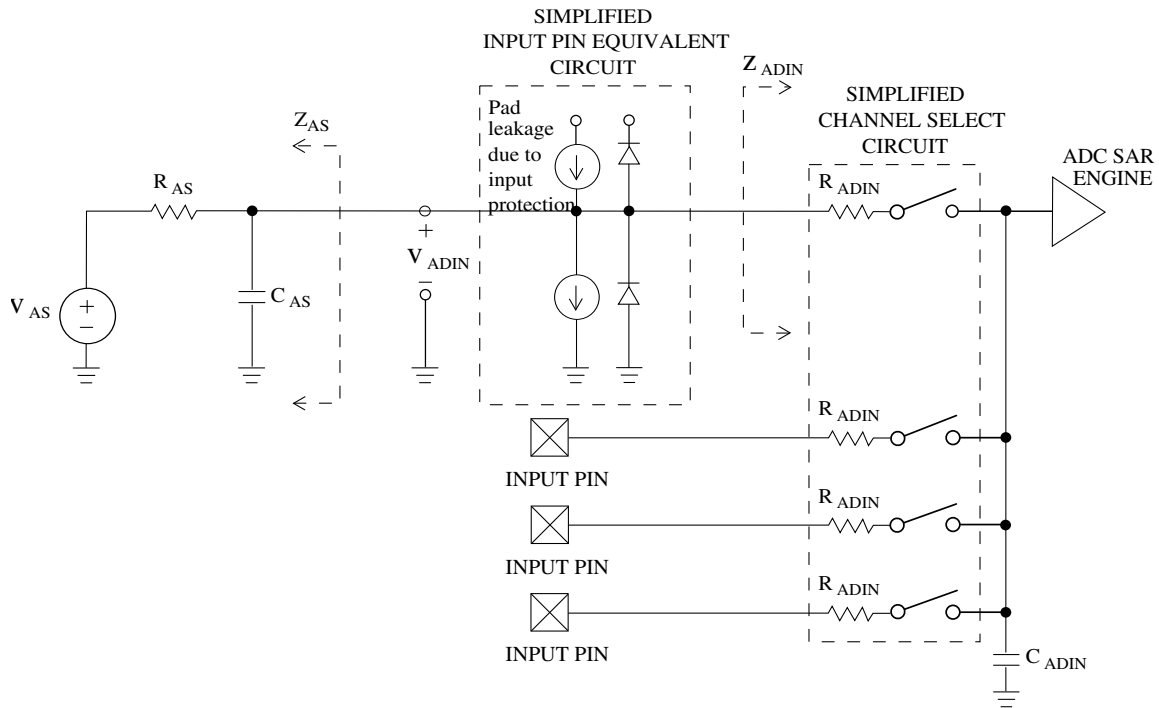 SIMPLIFIED
INPUT PIN EQUIVALENT
CIRCUIT
Z ADIN
SIMPLIFIED
CHANNEL SELECT
CIRCUIT
ADC SAR
ENGINE
Pad
leakage
due to
input
protection
Z AS
R AS
R ADIN
+
V ADIN
–
C AS
V AS
+
–
R ADIN
INPUT PIN
R ADIN
INPUT PIN
R ADIN
INPUT PIN
C ADIN